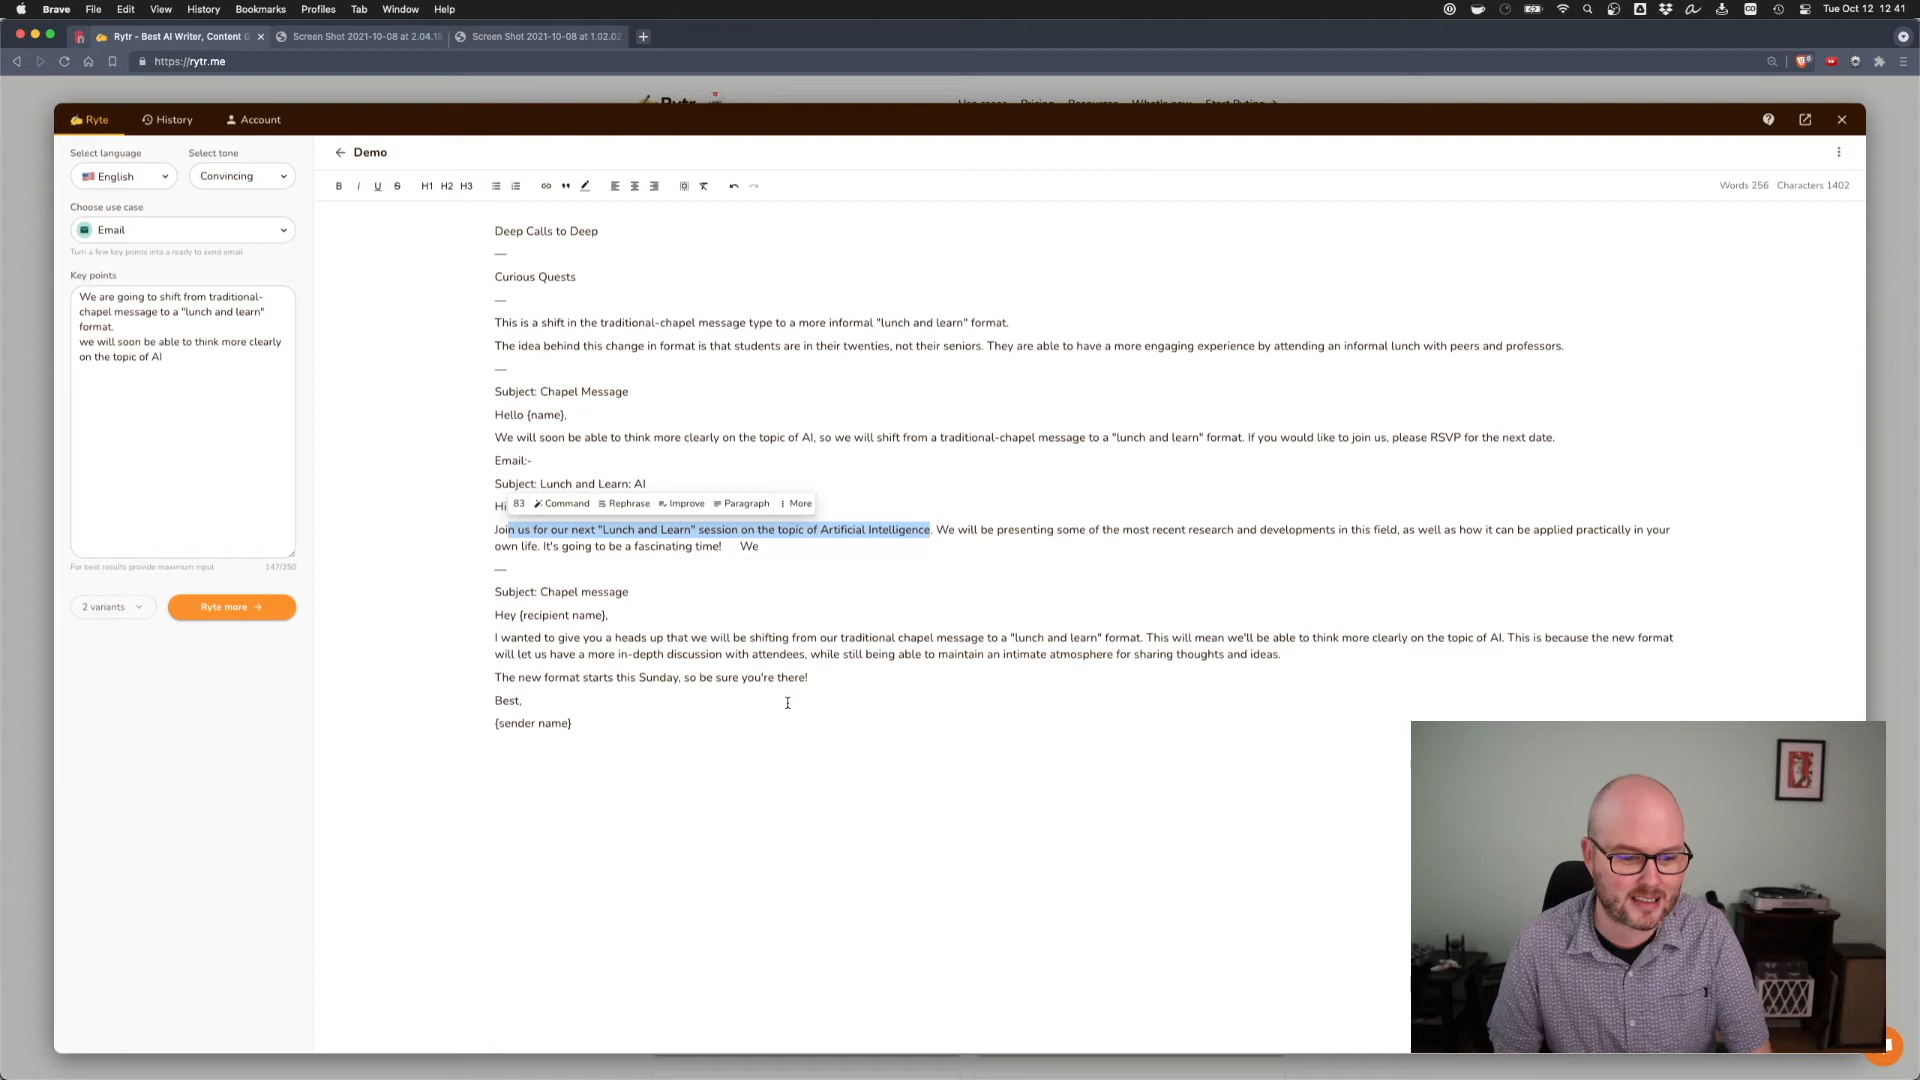 Brave File Edit View History Bookmarks Profiles Tab Window Help Tue Oct 12 12 41
Rytr - Best AI Writer, Content G Screen Shot 2021-10-08 at 2.04.19 Screen Shot 2021-10-08 at 1.02.02
https://rytr.me
Ryte History Account
Select language Select tone
English Convincing
Choose use case
Email
Turn a few key points into a ready to send email
Key points
We are going to shift from traditional-
chapel message to a "lunch and learn"
format.
we will soon be able to think more clearly
on the topic of AI
For best results provide maximum input 147/250
2 variants Ryte more
Demo
B i U S H1 H2 H3 Words 256 Characters 1402
Deep Calls to Deep
—
Curious Quests
—
This is a shift in the traditional-chapel message type to a more informal "lunch and learn" format.
The idea behind this change in format is that students are in their twenties, not their seniors. They are able to have a more engaging experience by attending an informal lunch with peers and professors.
—
Subject: Chapel Message
Hello {name},
We will soon be able to think more clearly on the topic of AI, so we will shift from a traditional-chapel message to a "lunch and learn" format. If you would like to join us, please RSVP for the next date.
Email:-
Subject: Lunch and Learn: AI
Hi
83 Command Rephrase Improve Paragraph More
Join us for our next "Lunch and Learn" session on the topic of Artificial Intelligence. We will be presenting some of the most recent research and developments in this field, as well as how it can be applied practically in your
own life. It's going to be a fascinating time! We
—
Subject: Chapel message
Hey {recipient name},
I wanted to give you a heads up that we will be shifting from our traditional chapel message to a "lunch and learn" format. This will mean we'll be able to think more clearly on the topic of AI. This is because the new format
will let us have a more in-depth discussion with attendees, while still being able to maintain an intimate atmosphere for sharing thoughts and ideas.
The new format starts this Sunday, so be sure you're there!
Best,
{sender name}